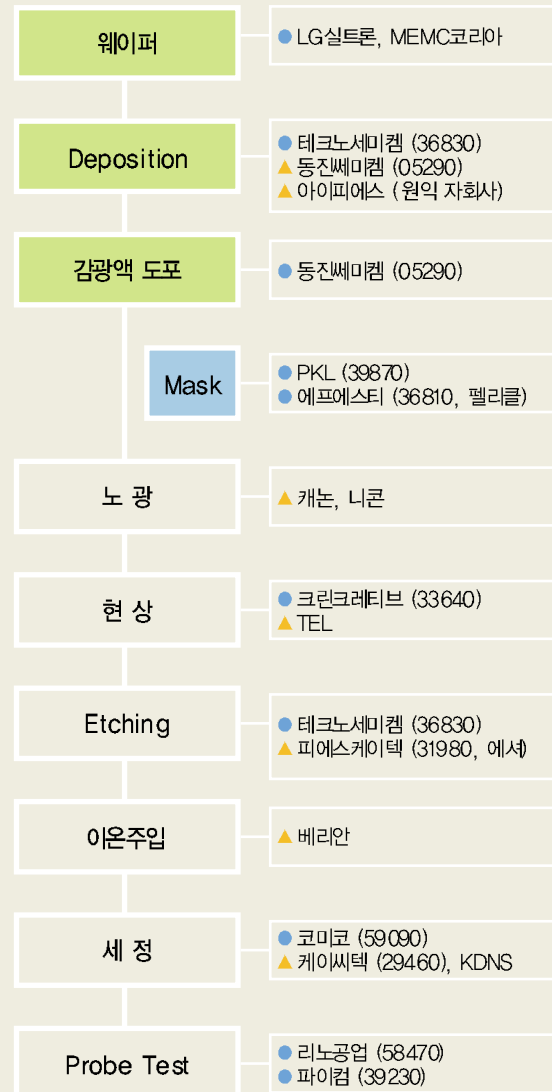 웨이퍼
● LG실트론, MEMC코리아
Deposition
● 테크노세미켐 (36830)
▲ 동진쎄미켐 (05290)
▲ 아이피에스 (원익 자회사)
감광액 도포
● 동진쎄미켐 (05290)
Mask
● PKL (39870)
● 에프에스티 (36810, 펠리클)
노 광
▲ 캐논, 니콘
현 상
● 크린크레티브 (33640)
▲ TEL
Etching
● 테크노세미켐 (36830)
▲ 피에스케이텍 (31980, 에셔)
이온주입
▲ 베리안
세 정
● 코미코 (59090)
▲ 케이씨텍 (29460), KDNS
Probe Test
● 리노공업 (58470)
● 파이컴 (39230)